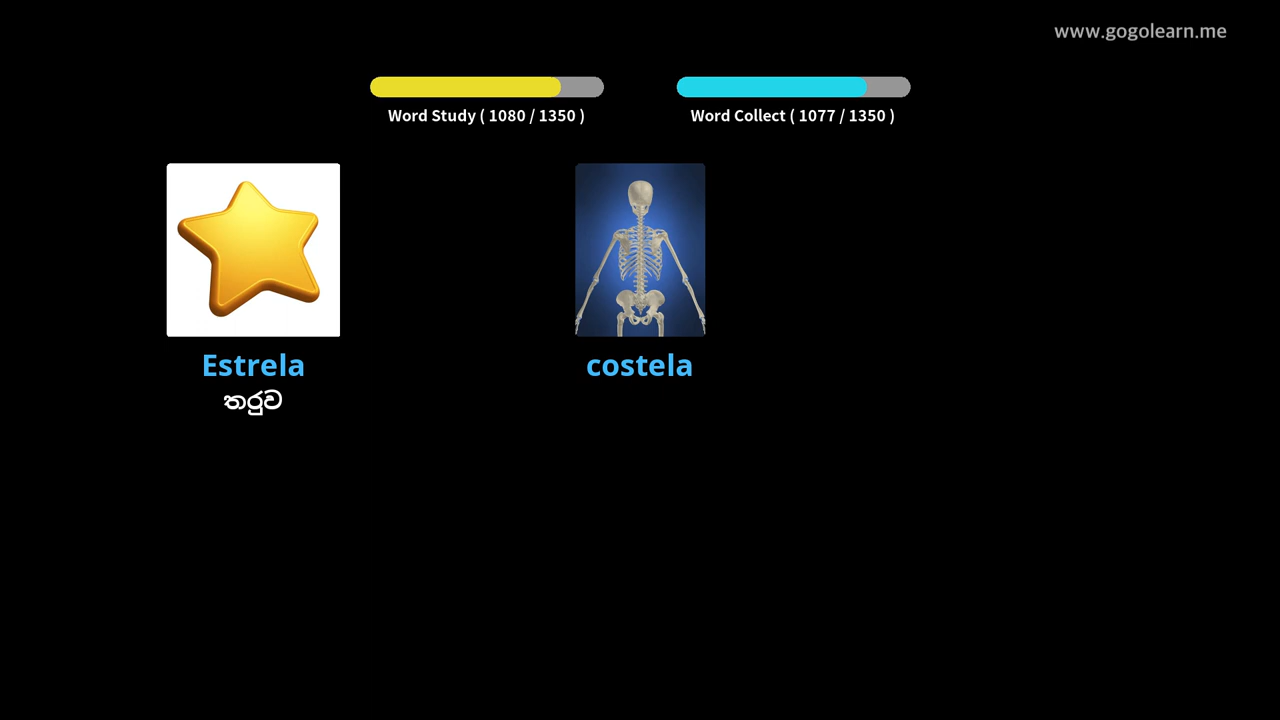 www.gogolearn.me
Word Study ( 1080 / 1350 )
Word Collect ( 1077 / 1350 )
Estrela
තරුව
costela